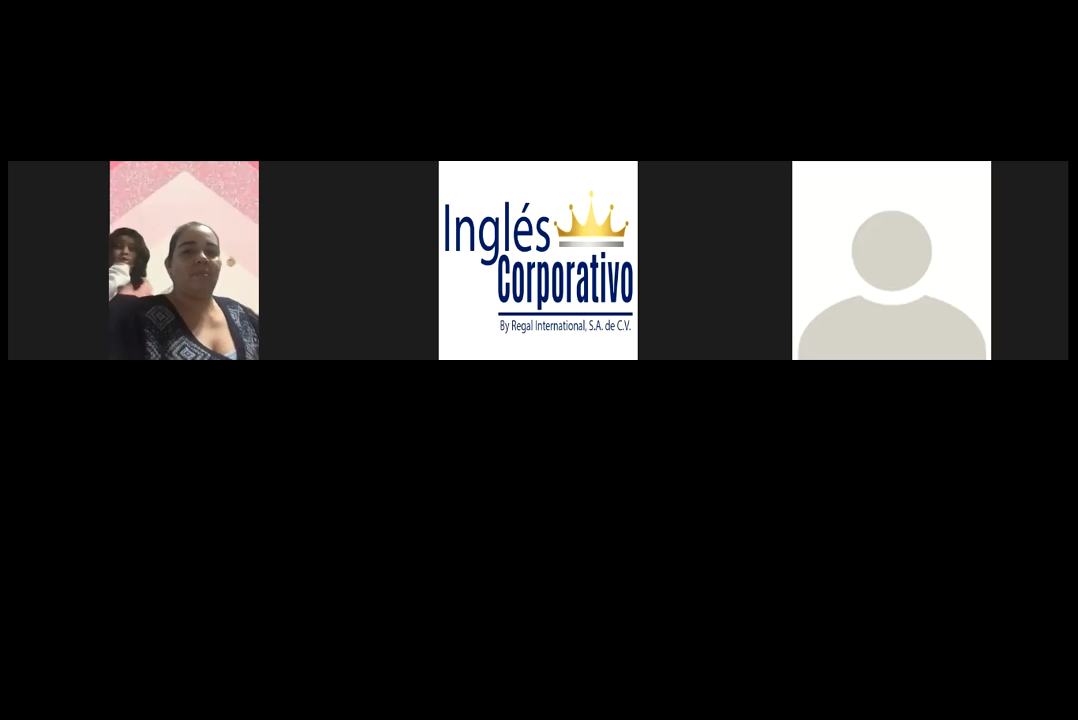 Inglés
Corporativo
By Regal International, S.A. de C.V.